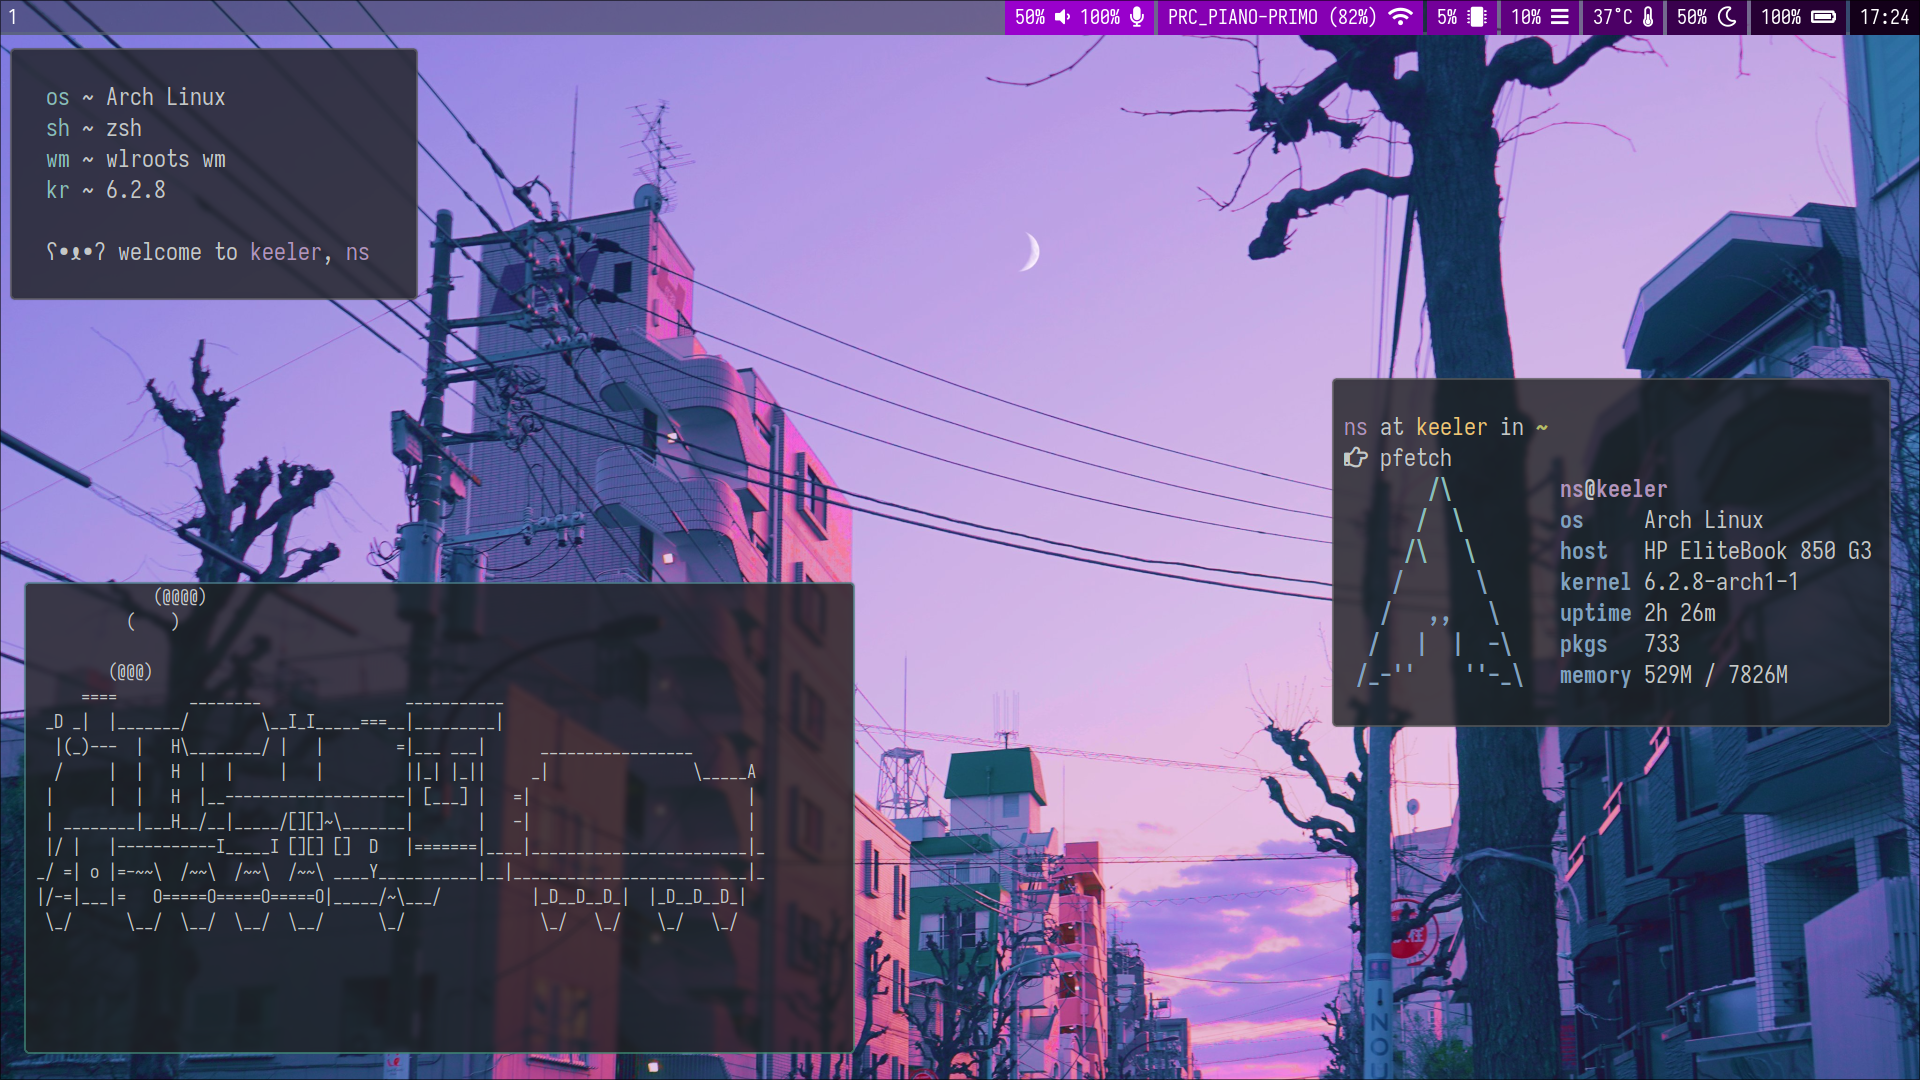 1
50% 100% PRC_PIANO-PRIMO (82%) 5% 10% 37°C 50% 100% 17:24
os ~ Arch Linux
sh ~ zsh
wm ~ wlroots wm
kr ~ 6.2.8
ʕ•ᴥ•ʔ welcome to keeler, ns
ns at keeler in ~
pfetch
ns@keeler
os Arch Linux
host HP EliteBook 850 G3
kernel 6.2.8-arch1-1
uptime 2h 26m
pkgs 733
memory 529M / 7826M
                 /\
                /  \
               /\   \
              /      \
             /   ,,   \
            /   |  |  -\
           /_-''    ''-_\
             (@@@@)
          (    )

        (@@@)
     ====        ________                ___________
 _D _|  |_______/        \__I_I_____===__|_________|
  |(_)---  |   H\________/ |   |        =|___ ___|      _________________
  /     |  |   H  |  |     |   |         ||_| |_||     _|                \_____A
 |      |  |   H  |__--------------------| [___] |   =|                        |
 | ________|___H__/__|_____/[][]~\_______|       |   -|                        |
 |/ |   |-----------I_____I [][] []  D   |=======|____|________________________|_
_/ =| o |=-~~\  /~~\  /~~\  /~~\ ____Y___________|__|__________________________|_
|/-=|___|=   O=====O=====O=====O|_____/~\___/          |_D__D__D_|  |_D__D__D_|
 \_/      \__/  \__/  \__/  \__/      \_/               \_/   \_/    \_/   \_/
INOU